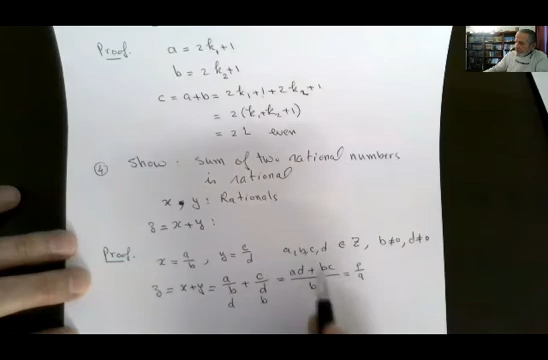 Proof. a = 2k₁+1
b = 2k₂+1
c = a+b = 2k₁+1+2k₂+1
= 2(k₁+k₂+1)
= 2L even
④ Show: Sum of two rational numbers
is rational
x, y: Rationals
z = x+y:
Proof. x = a/b, y = c/d a,b,c,d ∈ Z, b≠0, d≠0
z = x+y = a/b + c/d = ad+bc/b = p/q
d b